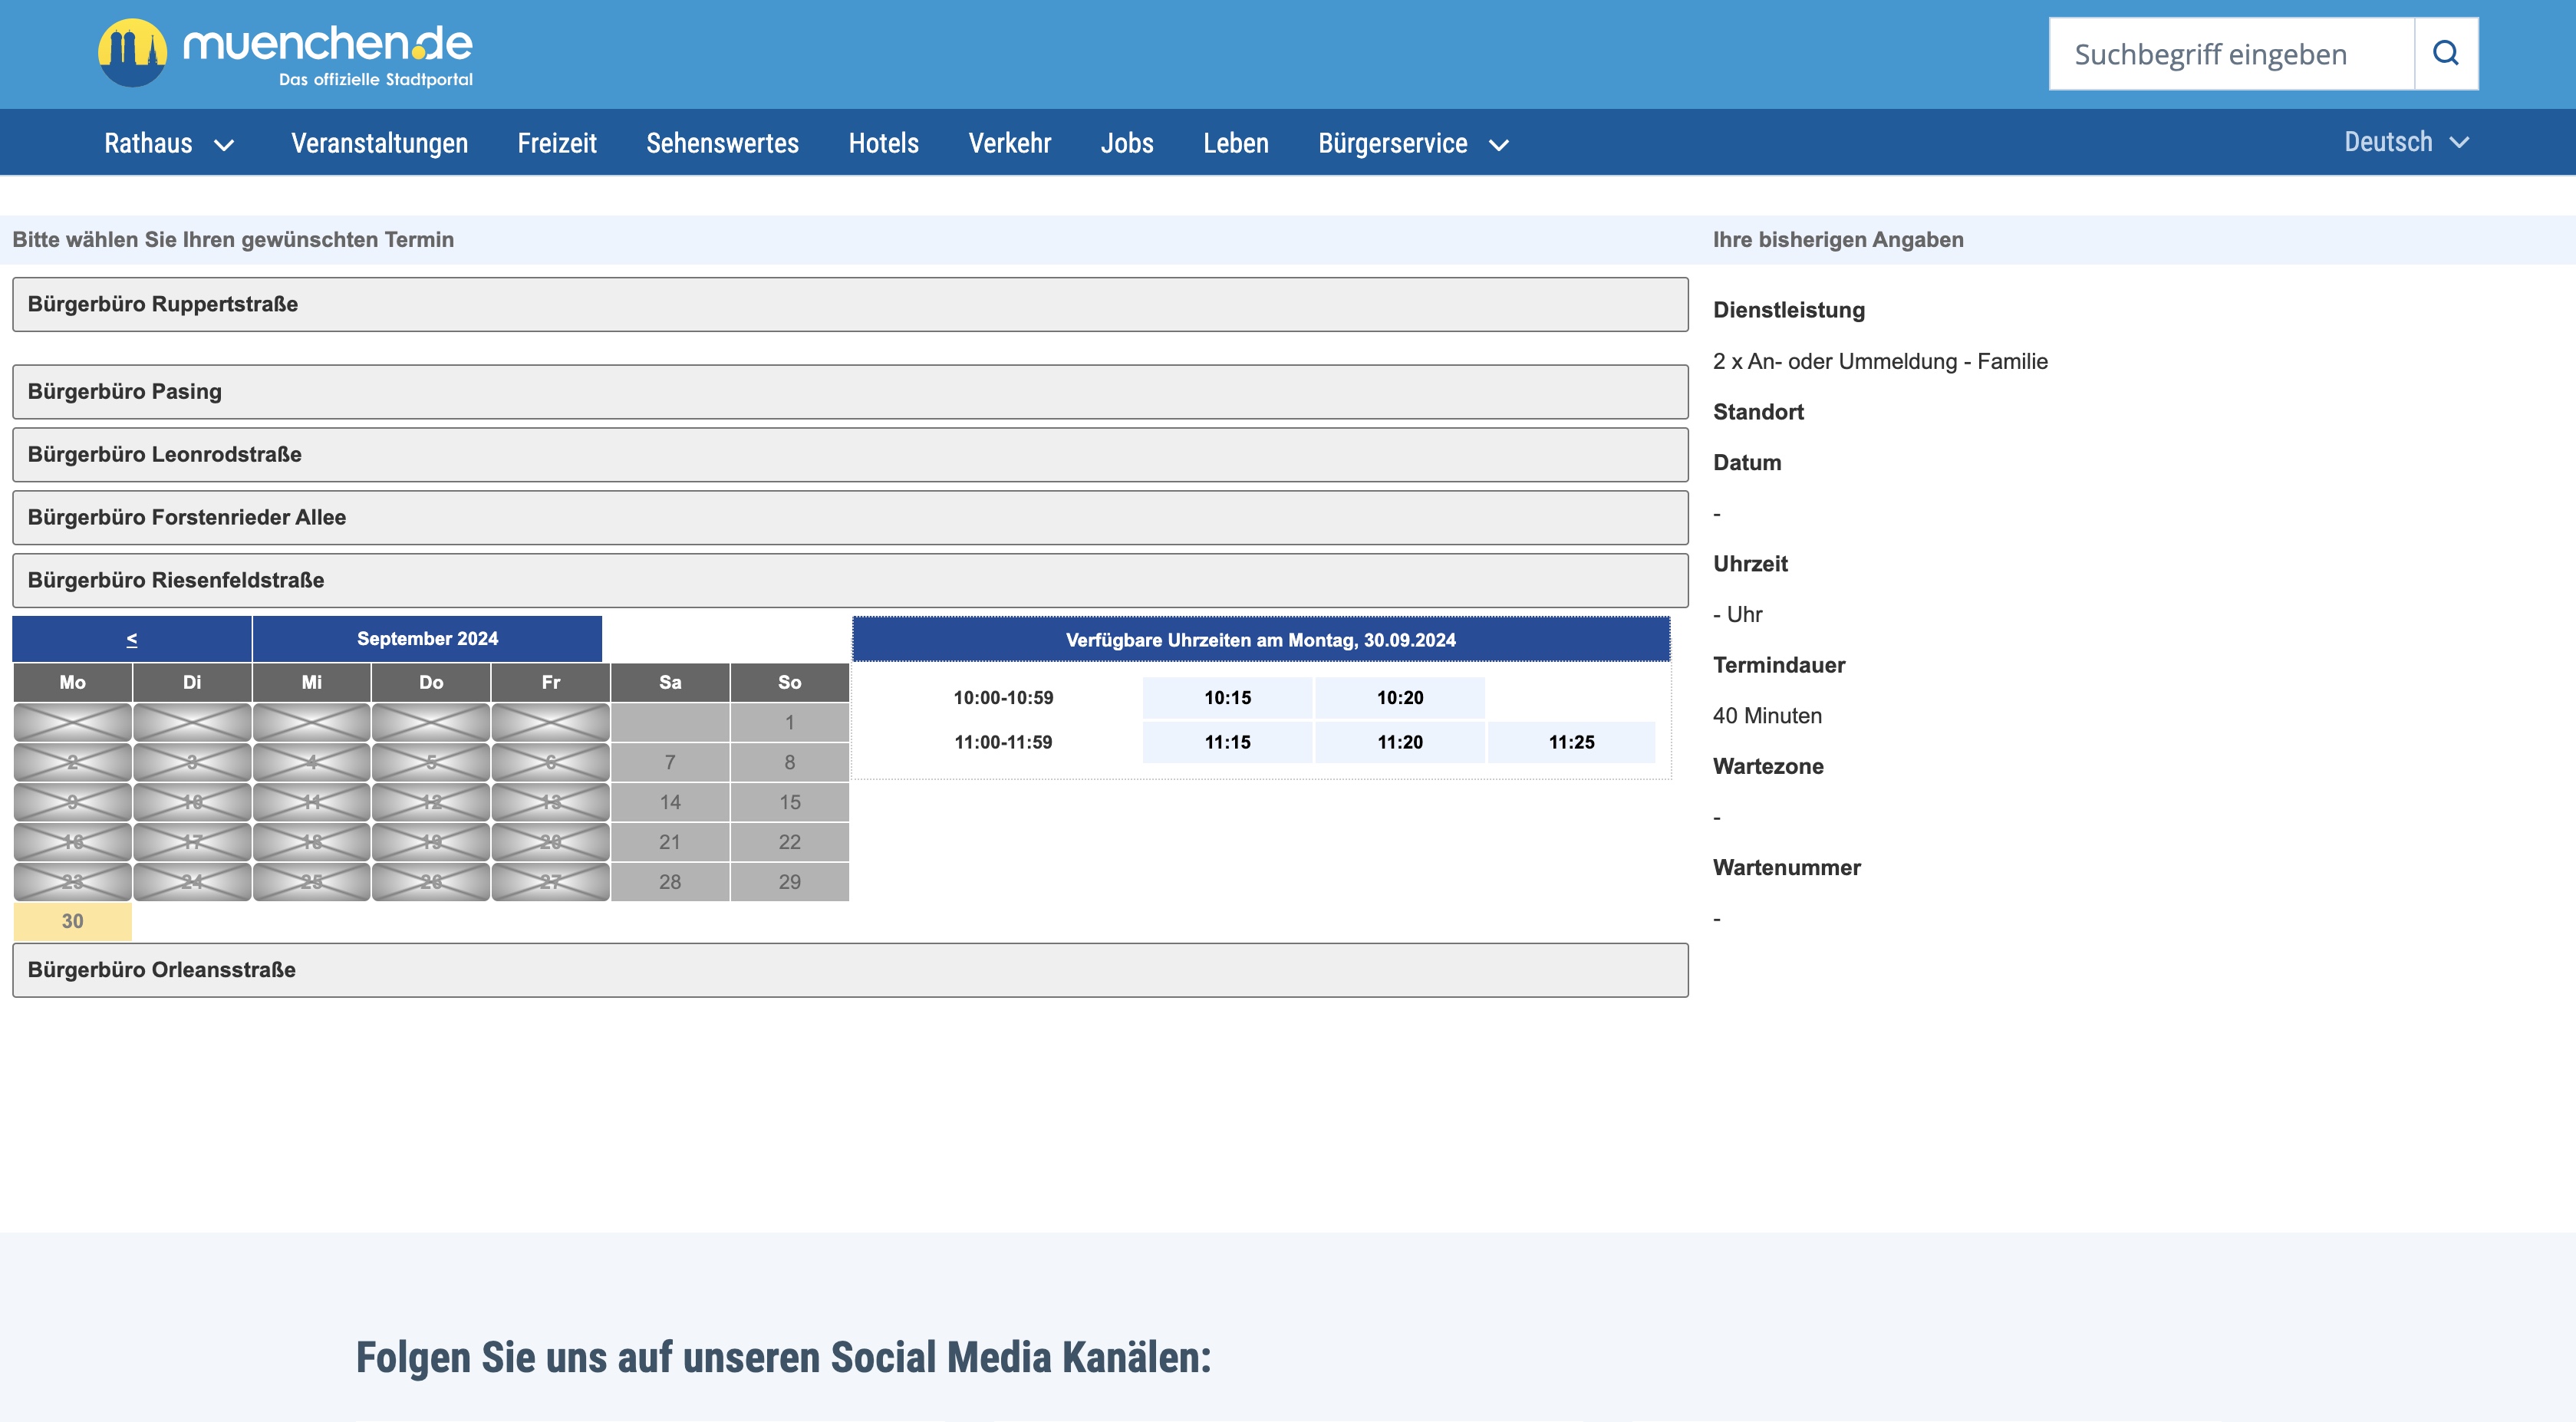 muenchen.de
Das offizielle Stadtportal
Suchbegriff eingeben
Rathaus Veranstaltungen Freizeit Sehenswertes Hotels Verkehr Jobs Leben Bürgerservice Deutsch
Bitte wählen Sie Ihren gewünschten Termin
Bürgerbüro Ruppertstraße
Bürgerbüro Pasing
Bürgerbüro Leonrodstraße
Bürgerbüro Forstenrieder Allee
Bürgerbüro Riesenfeldstraße
< September 2024
Mo Di Mi Do Fr Sa So
1
2 3 4 5 6 7 8
9 10 11 12 13 14 15
16 17 18 19 20 21 22
23 24 25 26 27 28 29
30
Verfügbare Uhrzeiten am Montag, 30.09.2024
10:00-10:59 10:15 10:20
11:00-11:59 11:15 11:20 11:25
Bürgerbüro Orleansstraße
Ihre bisherigen Angaben
Dienstleistung
2 x An- oder Ummeldung - Familie
Standort
Datum
-
Uhrzeit
- Uhr
Termindauer
40 Minuten
Wartezone
-
Wartenummer
-
Folgen Sie uns auf unseren Social Media Kanälen: